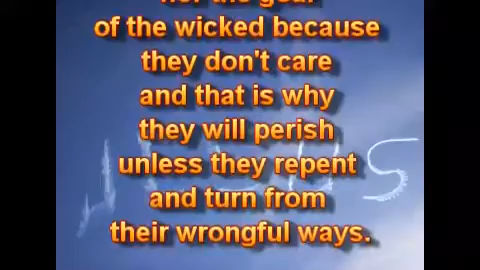 of the wicked because
they don't care
and that is why
they will perish
unless they repent
and turn from
their wrongful ways.